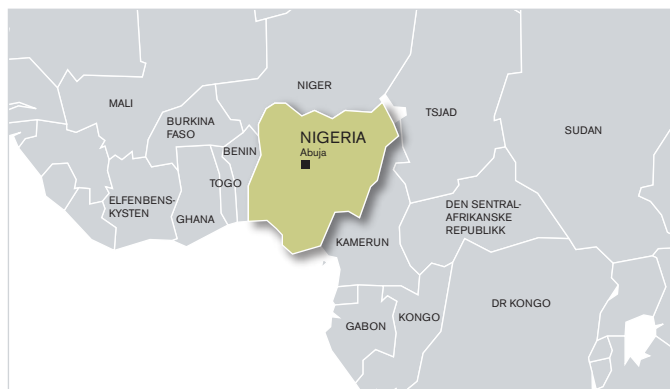 NIGER
MALI
TSJAD
BURKINA
FASO
NIGERIA
Abuja
SUDAN
BENIN
TOGO
ELFENBENS-
KYSTEN
GHANA
DEN SENTRAL-
AFRIKANSKE
REPUBLIKK
KAMERUN
DR KONGO
KONGO
GABON